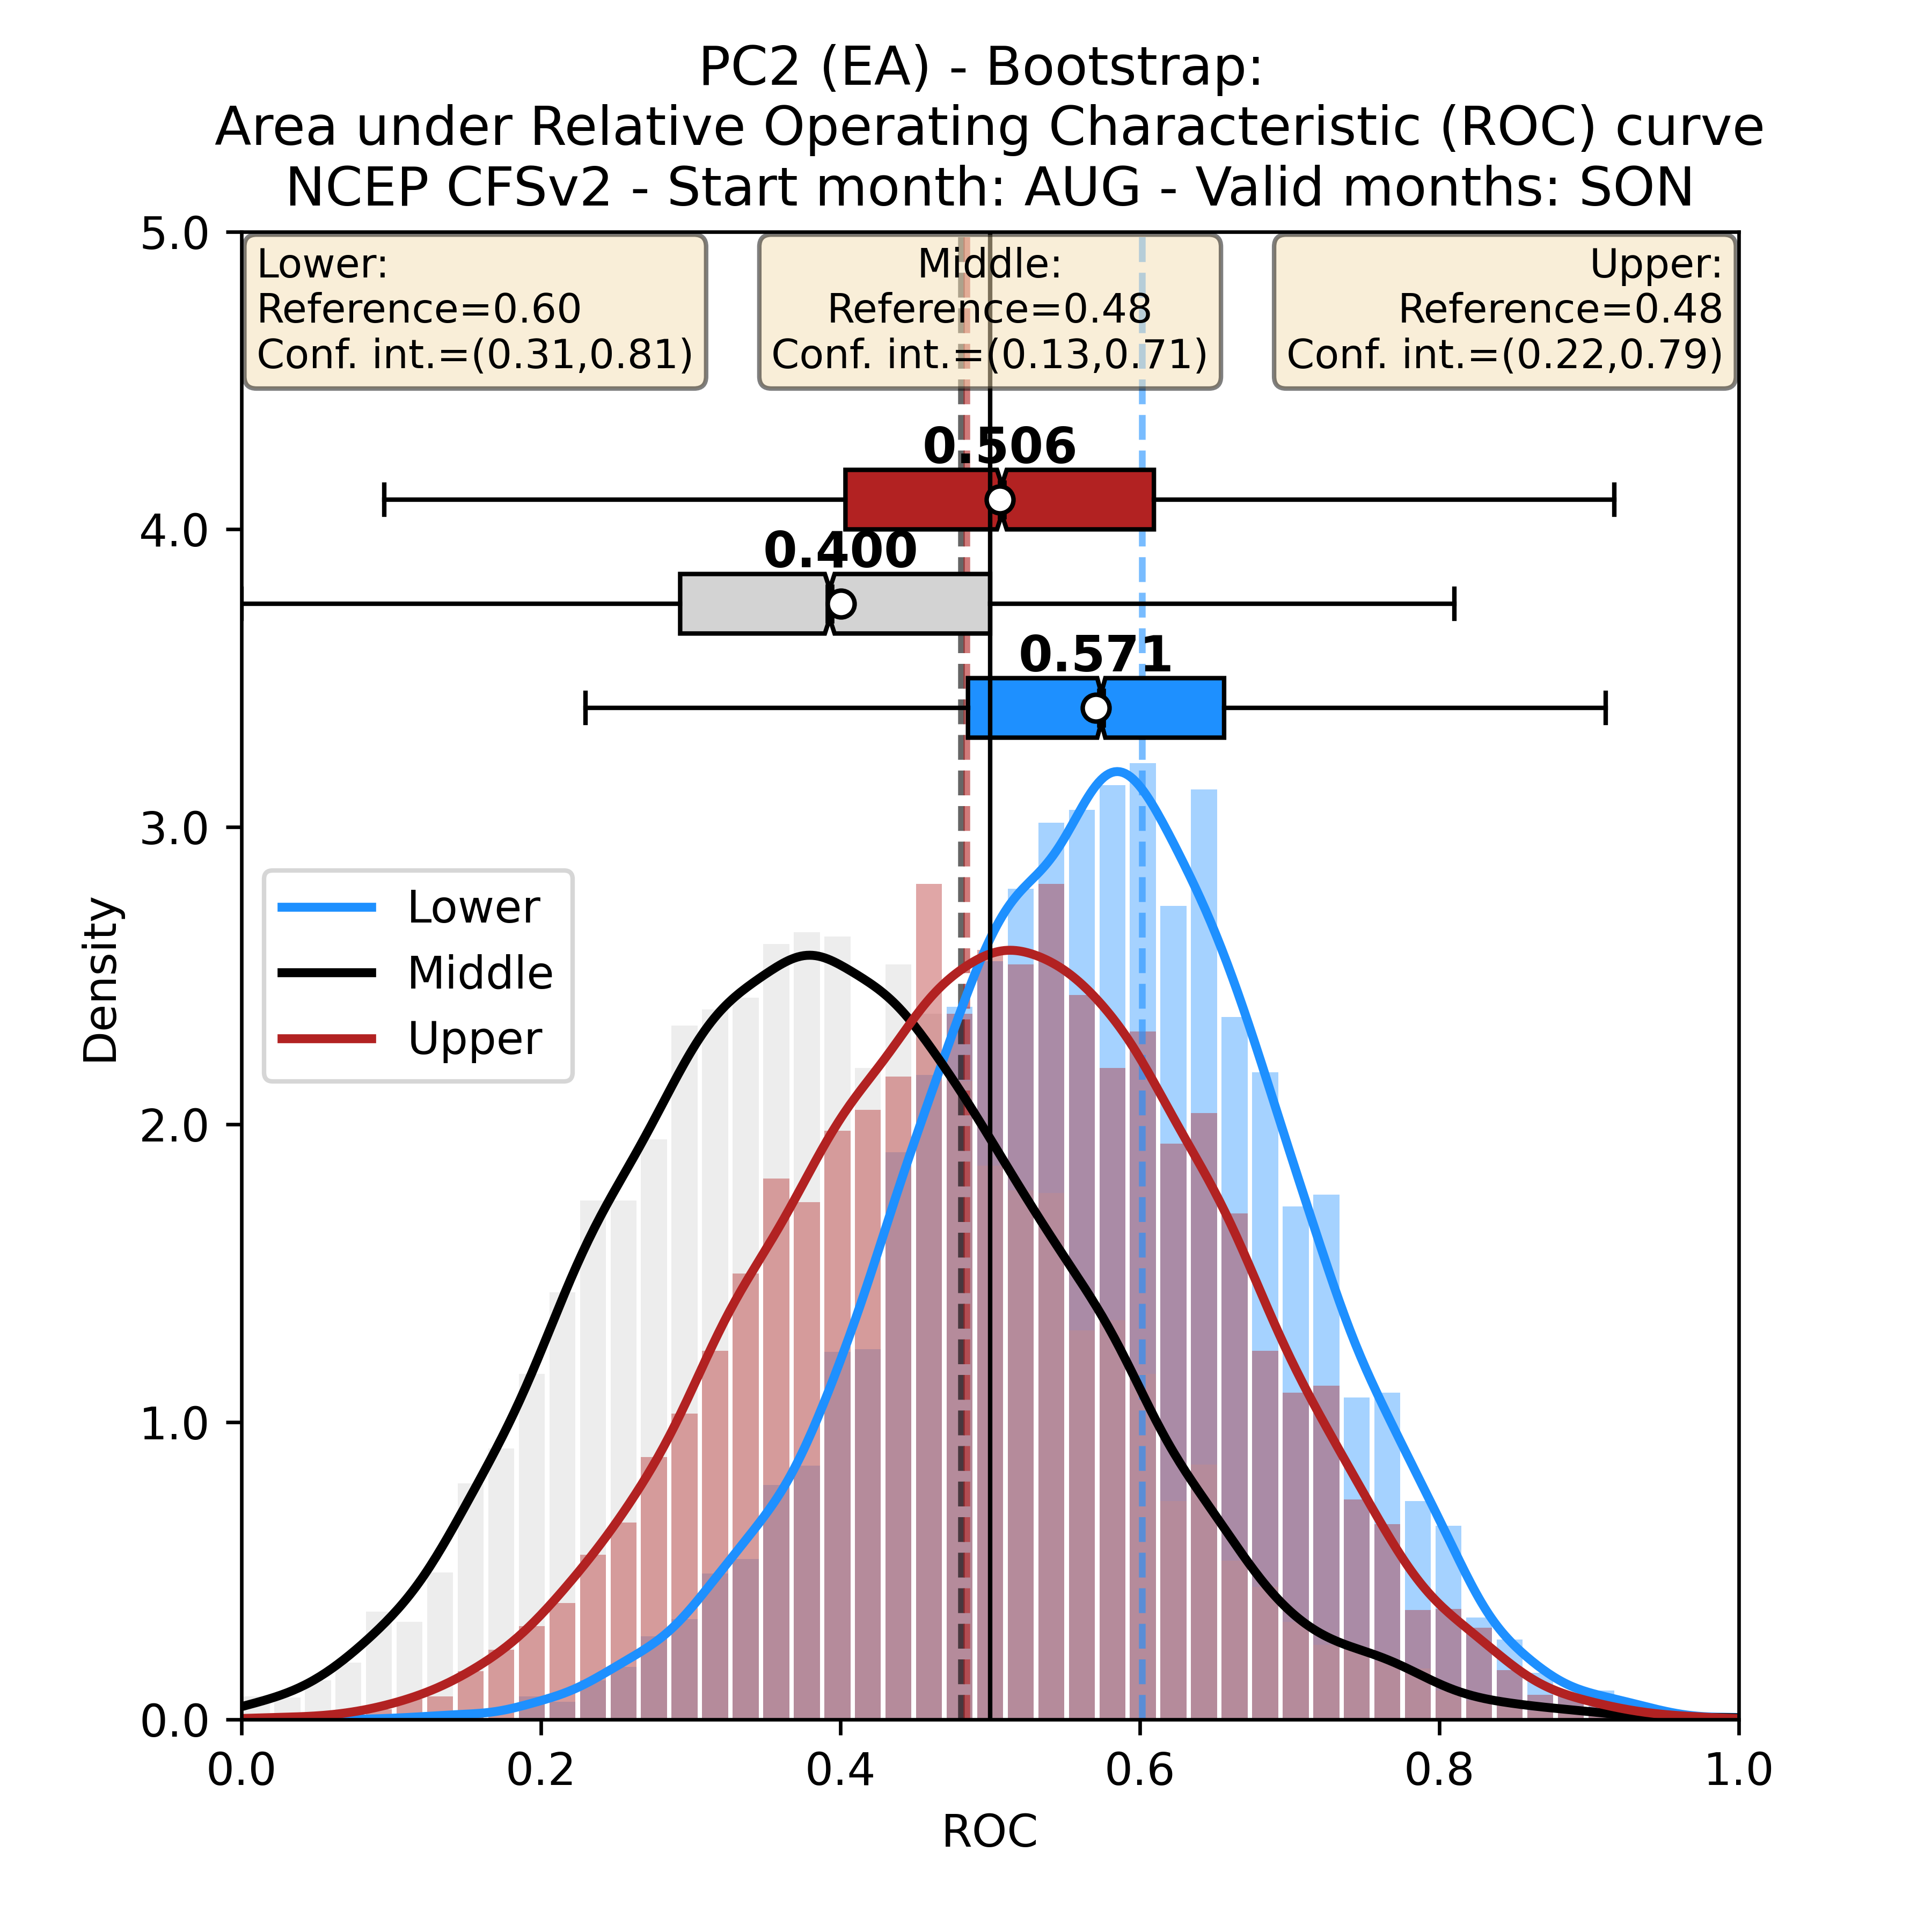 PC2 (EA) - Bootstrap:
Area under Relative Operating Characteristic (ROC) curve
NCEP CFSv2 - Start month: AUG - Valid months: SON
Lower:
Reference=0.60
Conf. int.=(0.31,0.81)
Middle:
Reference=0.48
Conf. int.=(0.13,0.71)
Upper:
Reference=0.48
Conf. int.=(0.22,0.79)
0.506
0.400
0.571
5.0
4.0
3.0
2.0
1.0
0.0
Density
Lower
Middle
Upper
0.0
0.2
0.4
0.6
0.8
1.0
ROC